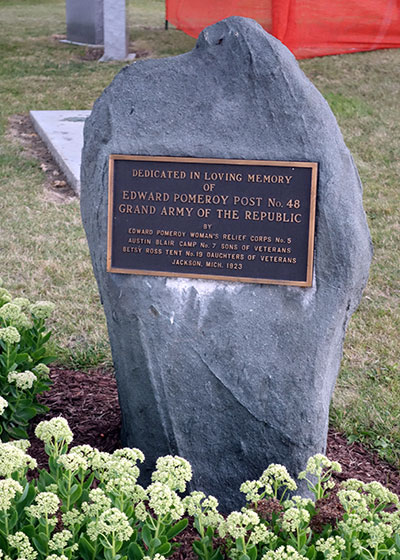 DEDICATED IN LOVING MEMORY
OF
EDWARD POMEROY POST No. 48
GRAND ARMY OF THE REPUBLIC
BY
EDWARD POMEROY WOMAN'S RELIEF CORPS No. 5
AUSTIN BLAIR CAMP No. 7 SONS OF VETERANS
BETSY ROSS TENT No. 19 DAUGHTERS OF VETERANS
JACKSON, MICH. 1923